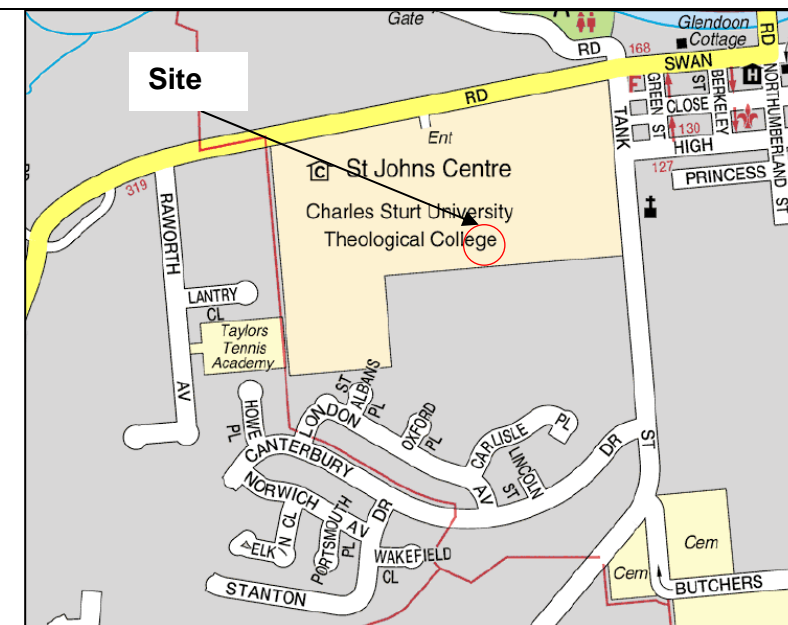 Gate
Glendoon
Cottage
RD
168
SWAN
RD
Site
RD
F
GREEN ST
ST
BERKELEY
H
NORTHUMBERLAND ST
CLOSE
TANK
130
HIGH
127
PRINCESS
Ent
C
St Johns Centre
Charles Sturt University
Theological College
319
RAWORTH
LANTRY
CL
Taylors
Tennis
Academy
AV
HOWE
PL
LONDON
ST ALBANS
PL
OXFORD
PL
CARLISLE
PL
LINCOLN
ST
AV
DR
ST
CANTERBURY
NORWICH
AV
DR
ELK/N CL
PORTSMOUTH
PL
WAKEFIELD
CL
STANTON
Cem
Cem
BUTCHERS